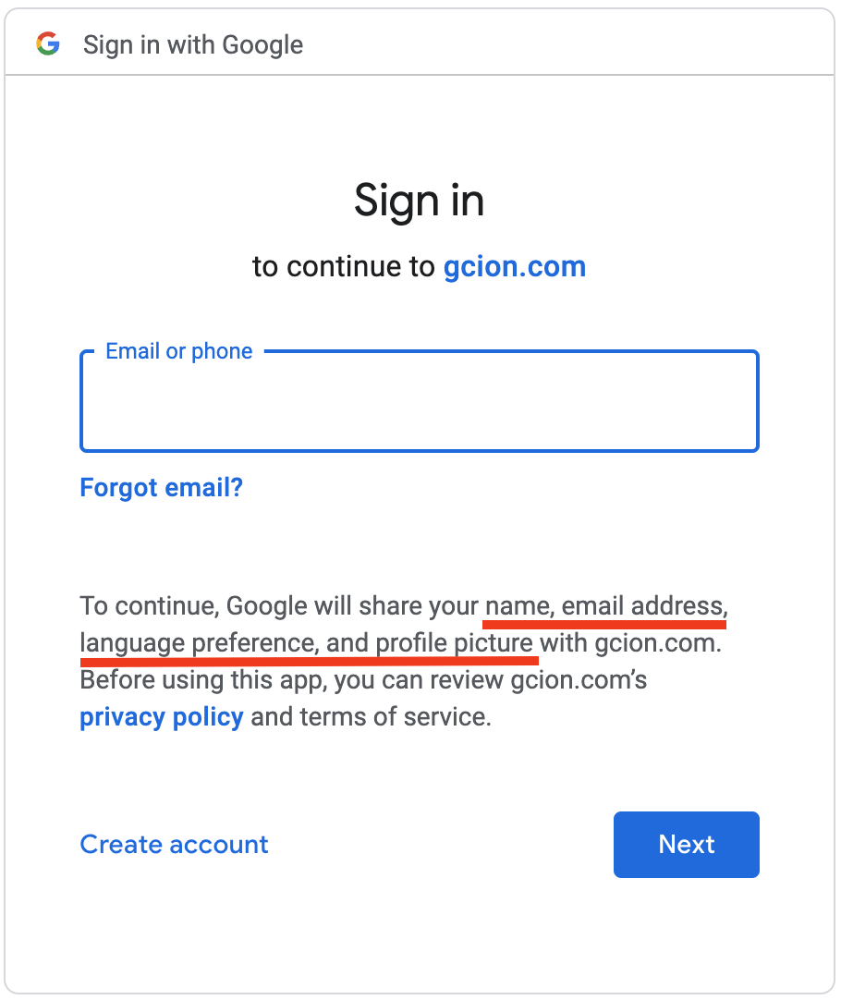 Sign in with Google
Sign in
to continue to gcion.com
Email or phone
Forgot email?
To continue, Google will share your name, email address,
language preference, and profile picture with gcion.com.
Before using this app, you can review gcion.com’s
privacy policy and terms of service.
Create account
Next